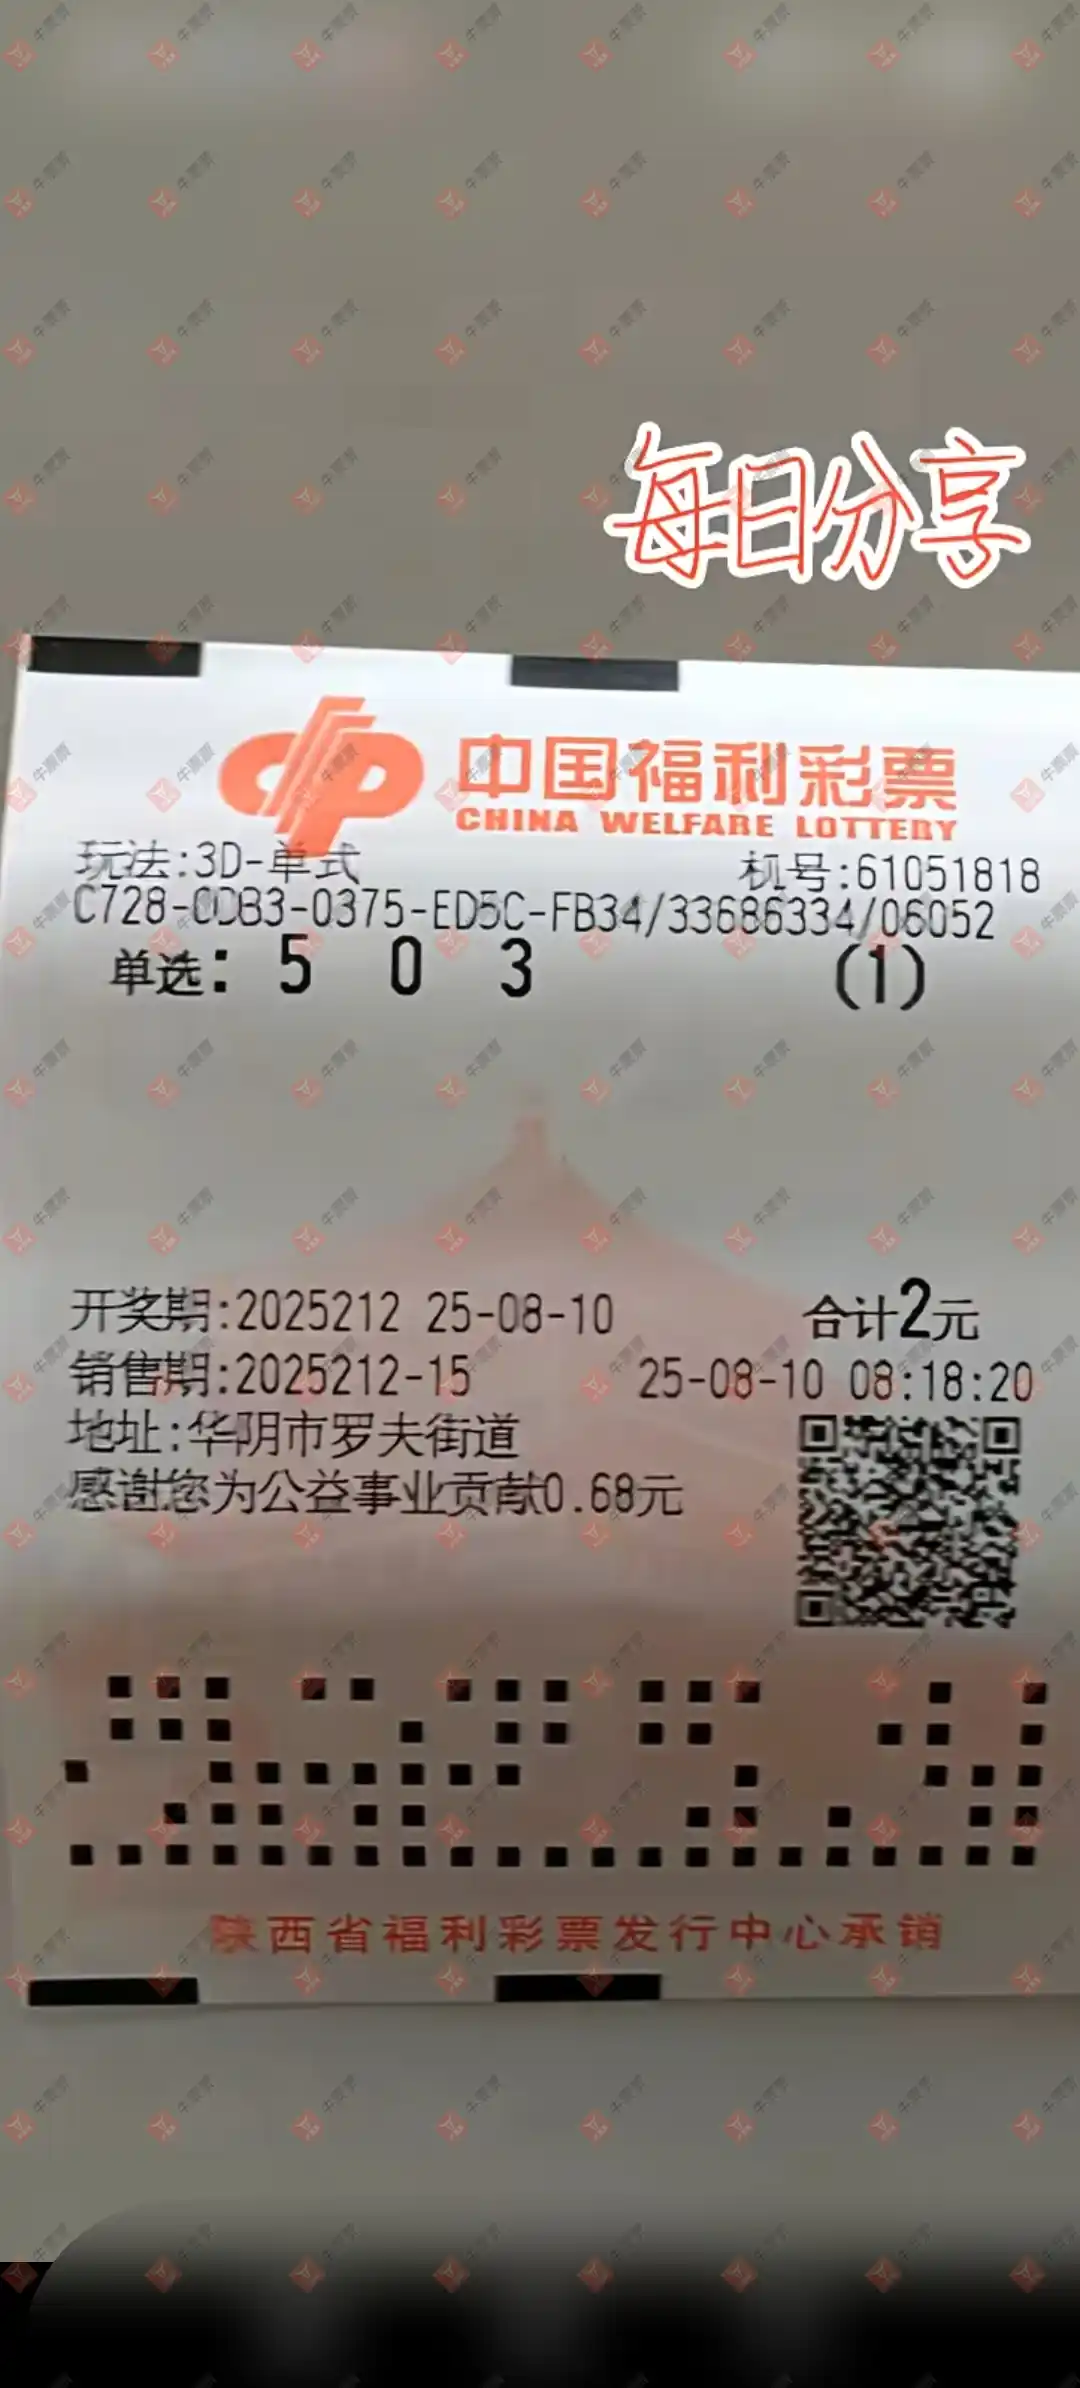 每日分享
中国福利彩票
CHINA WELFARE LOTTERY
玩法:3D-单式 机号:61051818
C728-0DB3-0375-ED5C-FB34/33686334/06052
单选: 5 0 3 (1)
开奖期:2025212 25-08-10 合计2元
销售期:2025212-15 25-08-10 08:18:20
地址:华阴市罗夫街道
感谢您为公益事业贡献0.68元
陕西省福利彩票发行中心承销